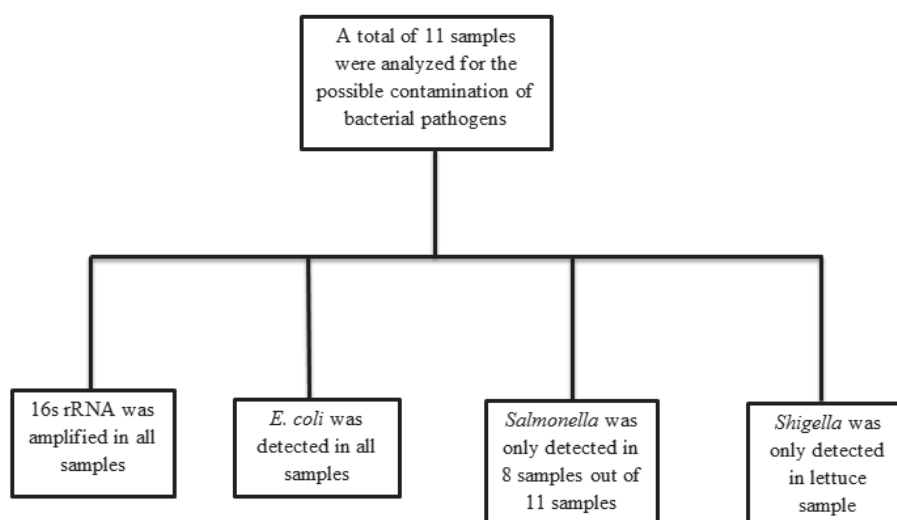 A total of 11 samples
were analyzed for the
possible contamination of
bacterial pathogens
16s rRNA was
amplified in all
samples
E. coli was
detected in all
samples
Salmonella was
only detected in
8 samples out of
11 samples
Shigella was
only detected
in lettuce
sample